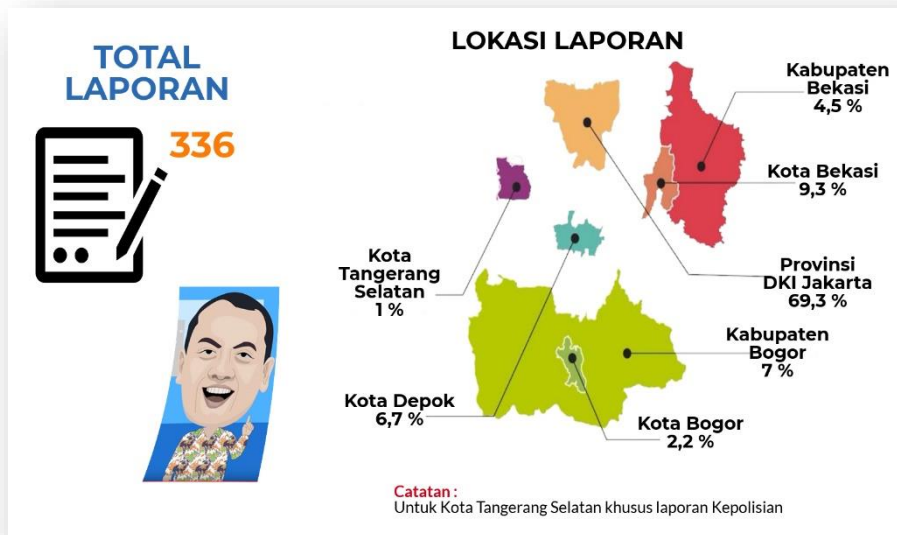 TOTAL
LAPORAN
336
LOKASI LAPORAN
Kabupaten
Bekasi
4,5 %
Kota Bekasi
9,3 %
Provinsi
DKI Jakarta
69,3 %
Kabupaten
Bogor
7 %
Kota Bogor
2,2 %
Kota
Tangerang
Selatan
1 %
Kota Depok
6,7 %
Catatan :
Untuk Kota Tangerang Selatan khusus laporan Kepolisian